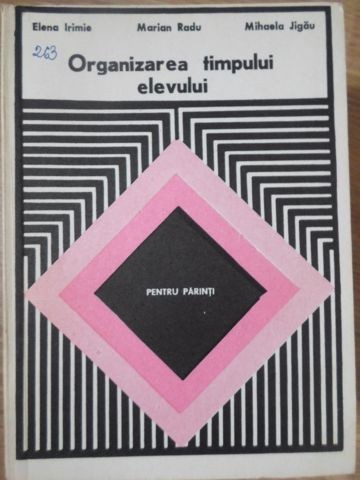 Elena Irimie Marian Radu Mihaela Jigău
263
Organizarea timpului
elevului
PENTRU PĂRINȚI